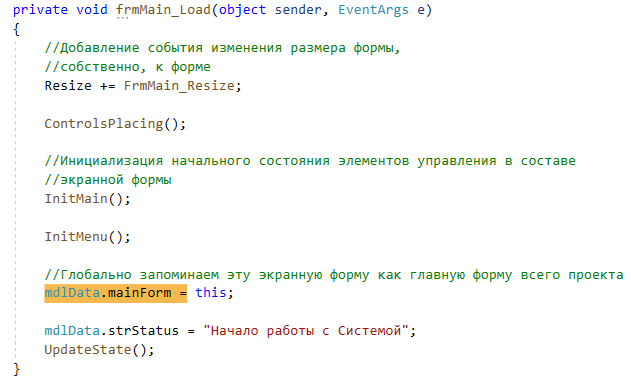 private void frmMain_Load(object sender, EventArgs e)
{
//Добавление события изменения размера формы,
//собственно, к форме
Resize += FrmMain_Resize;
ControlsPlacing();
//Инициализация начального состояния элементов управления в составе
//экранной формы
InitMain();
InitMenu();
//Глобально запоминаем эту экранную форму как главную форму всего проекта
mdlData.mainForm = this;
mdlData.strStatus = "Начало работы с Системой";
UpdateState();
}